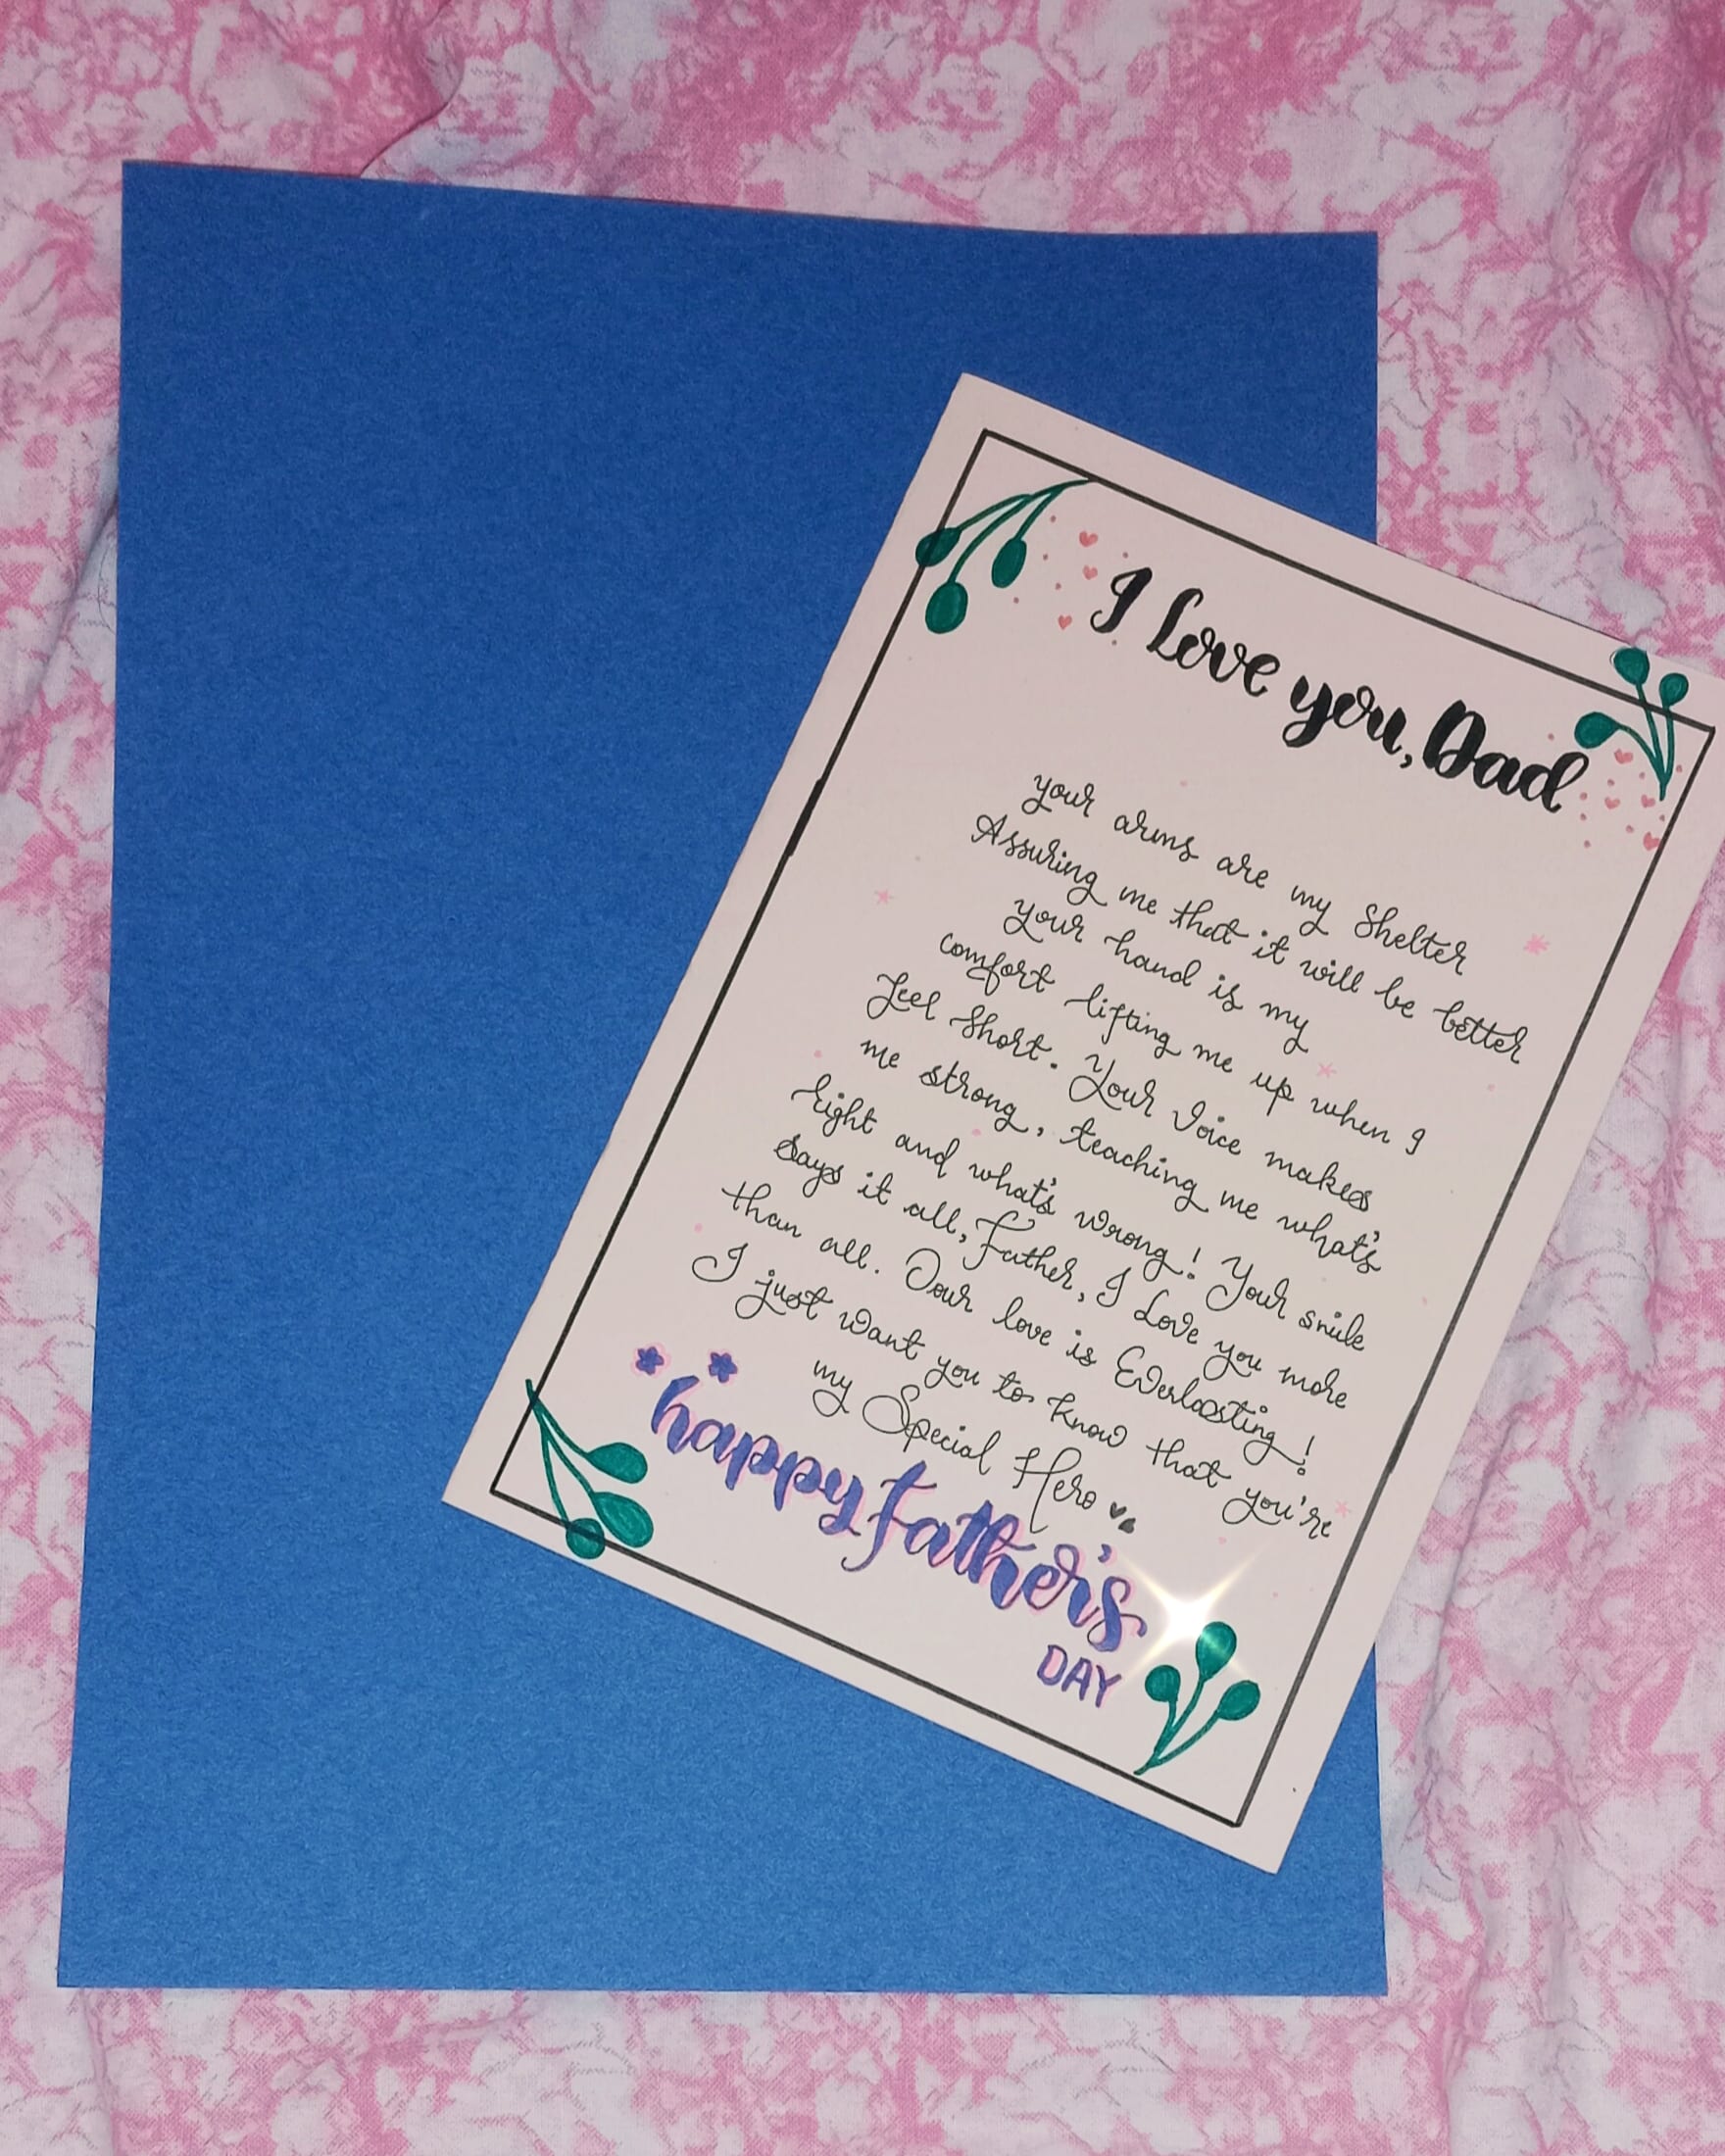 I love you, Dad
your arms are my Shelter
Assuring me that it will be better
your hand is my
comfort lifting me up when I
Feel Short. Your Voice makes
me strong, teaching me what's
right and what's wrong! Your smile
Says it all, Father, I Love you more
than all. Our love is Everlasting!
I just want you to know that you're
my Special Hero
happy father's
DAY